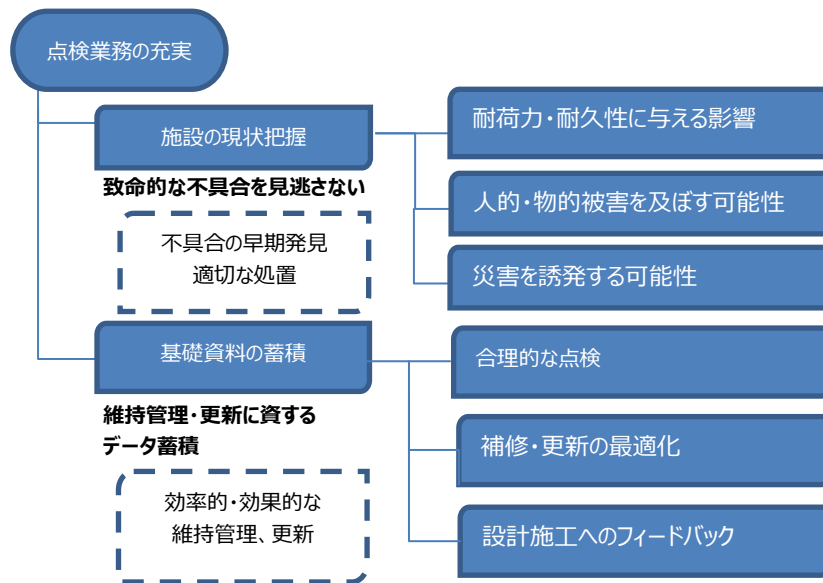 点検業務の充実
施設の現状把握
致命的な不具合を見逃さない
不具合の早期発見
適切な処置
耐荷力・耐久性に与える影響
人的・物的被害を及ぼす可能性
災害を誘発する可能性
基礎資料の蓄積
維持管理・更新に資する
データ蓄積
効率的・効果的な
維持管理、更新
合理的な点検
補修・更新の最適化
設計施工へのフィードバック